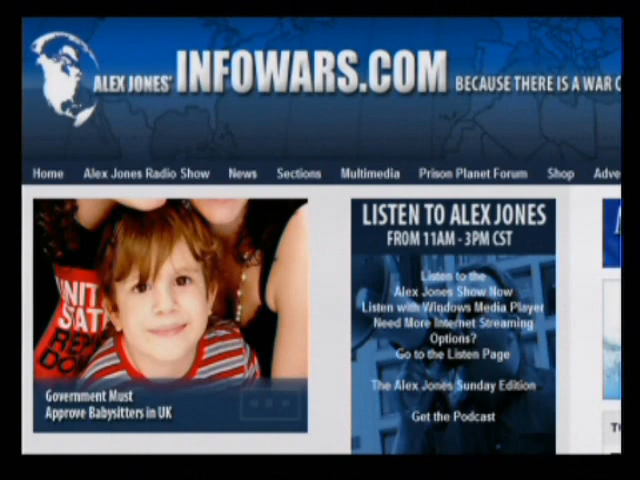 ALEX JONES' INFOWARS.COM BECAUSE THERE IS A WAR
Home Alex Jones Radio Show News Sections Multimedia Prison Planet Forum Shop Adve
LISTEN TO ALEX JONES
FROM 11AM - 3PM CST
Listen to the
Alex Jones Show Now
Listen with Windows Media Player
Need More Internet Streaming
Options?
Go to the Listen Page
The Alex Jones Sunday Edition
Get the Podcast
Government Must
Approve Babysitters in UK